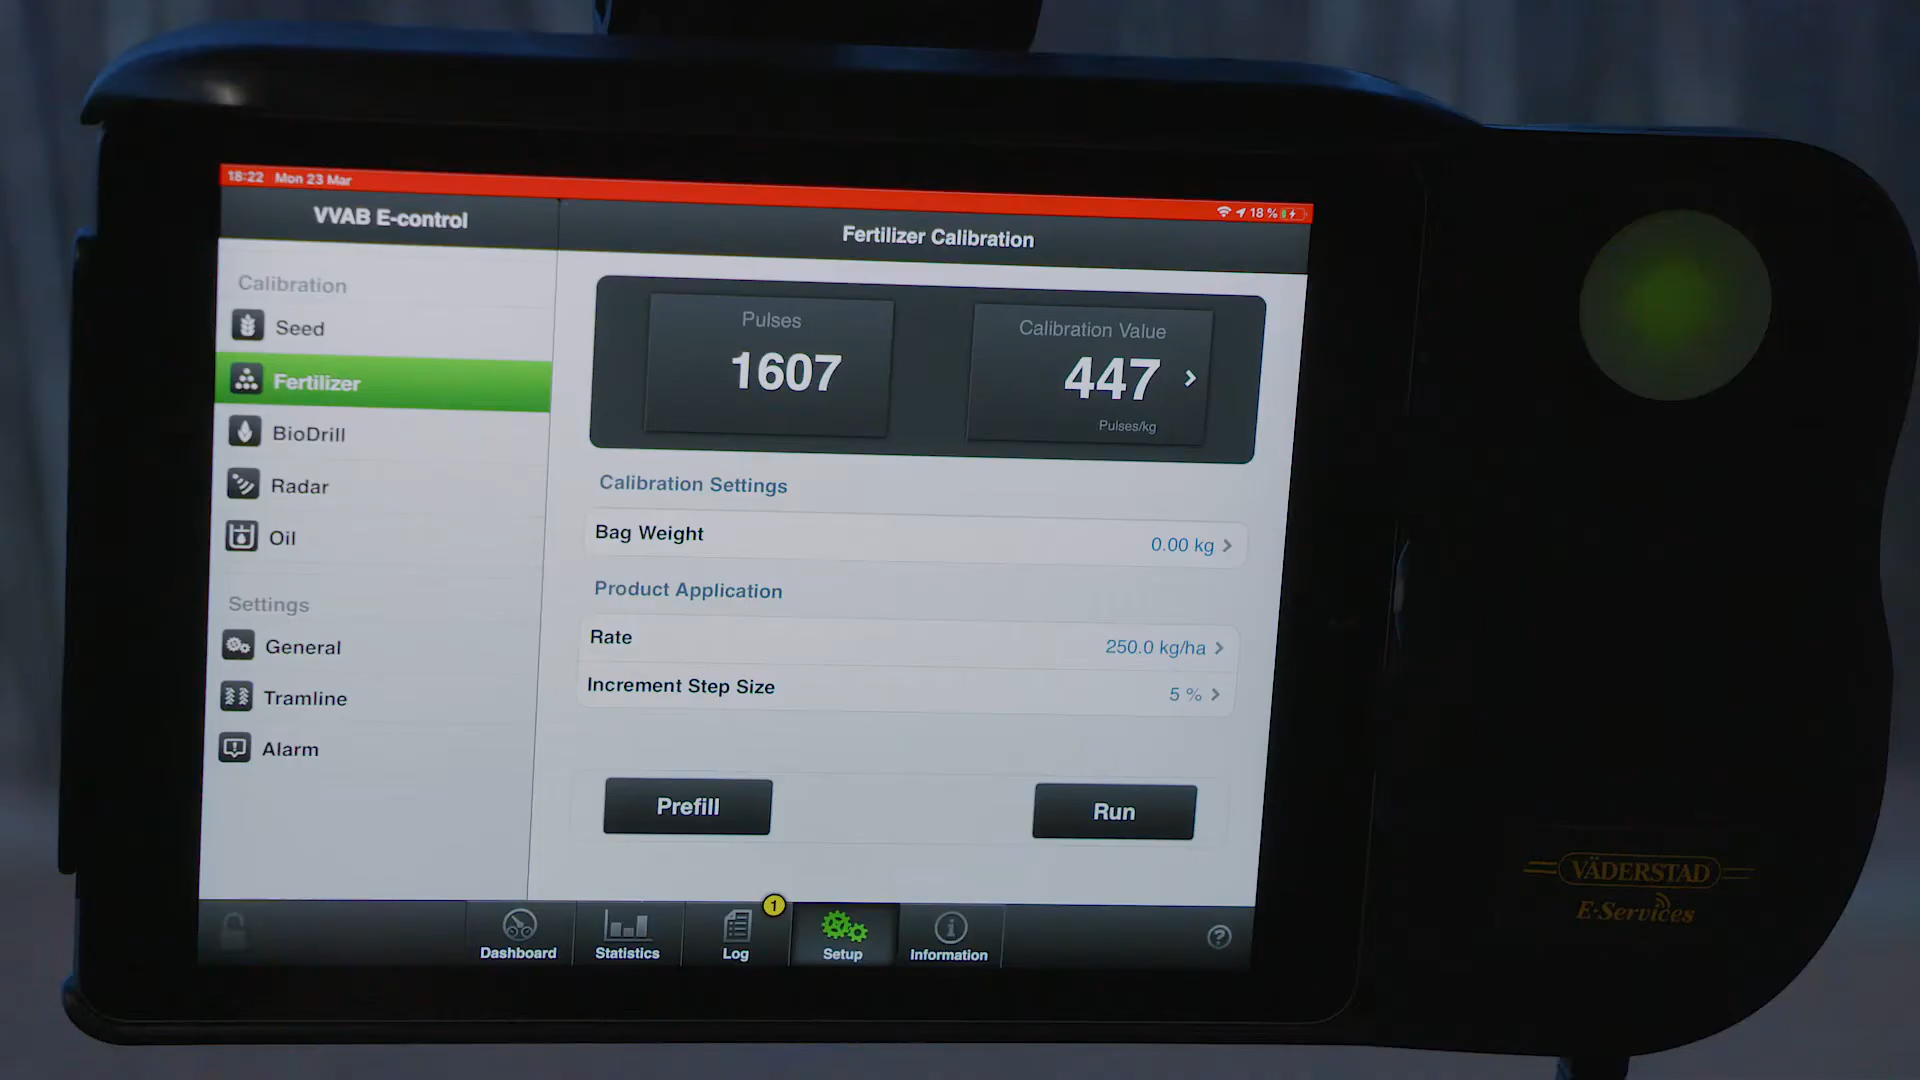 18:22 Mon 23 Mar
18 %
VVAB E-control
Fertilizer Calibration
Calibration
Seed
Fertilizer
BioDrill
Radar
Oil
Settings
General
Tramline
Alarm
Pulses
1607
Calibration Value
447
Pulses/kg
Calibration Settings
Bag Weight
0.00 kg
Product Application
Rate
250.0 kg/ha
Increment Step Size
5 %
Prefill
Run
Dashboard
Statistics
1
Log
Setup
Information
?
VÄDERSTAD
E-Services